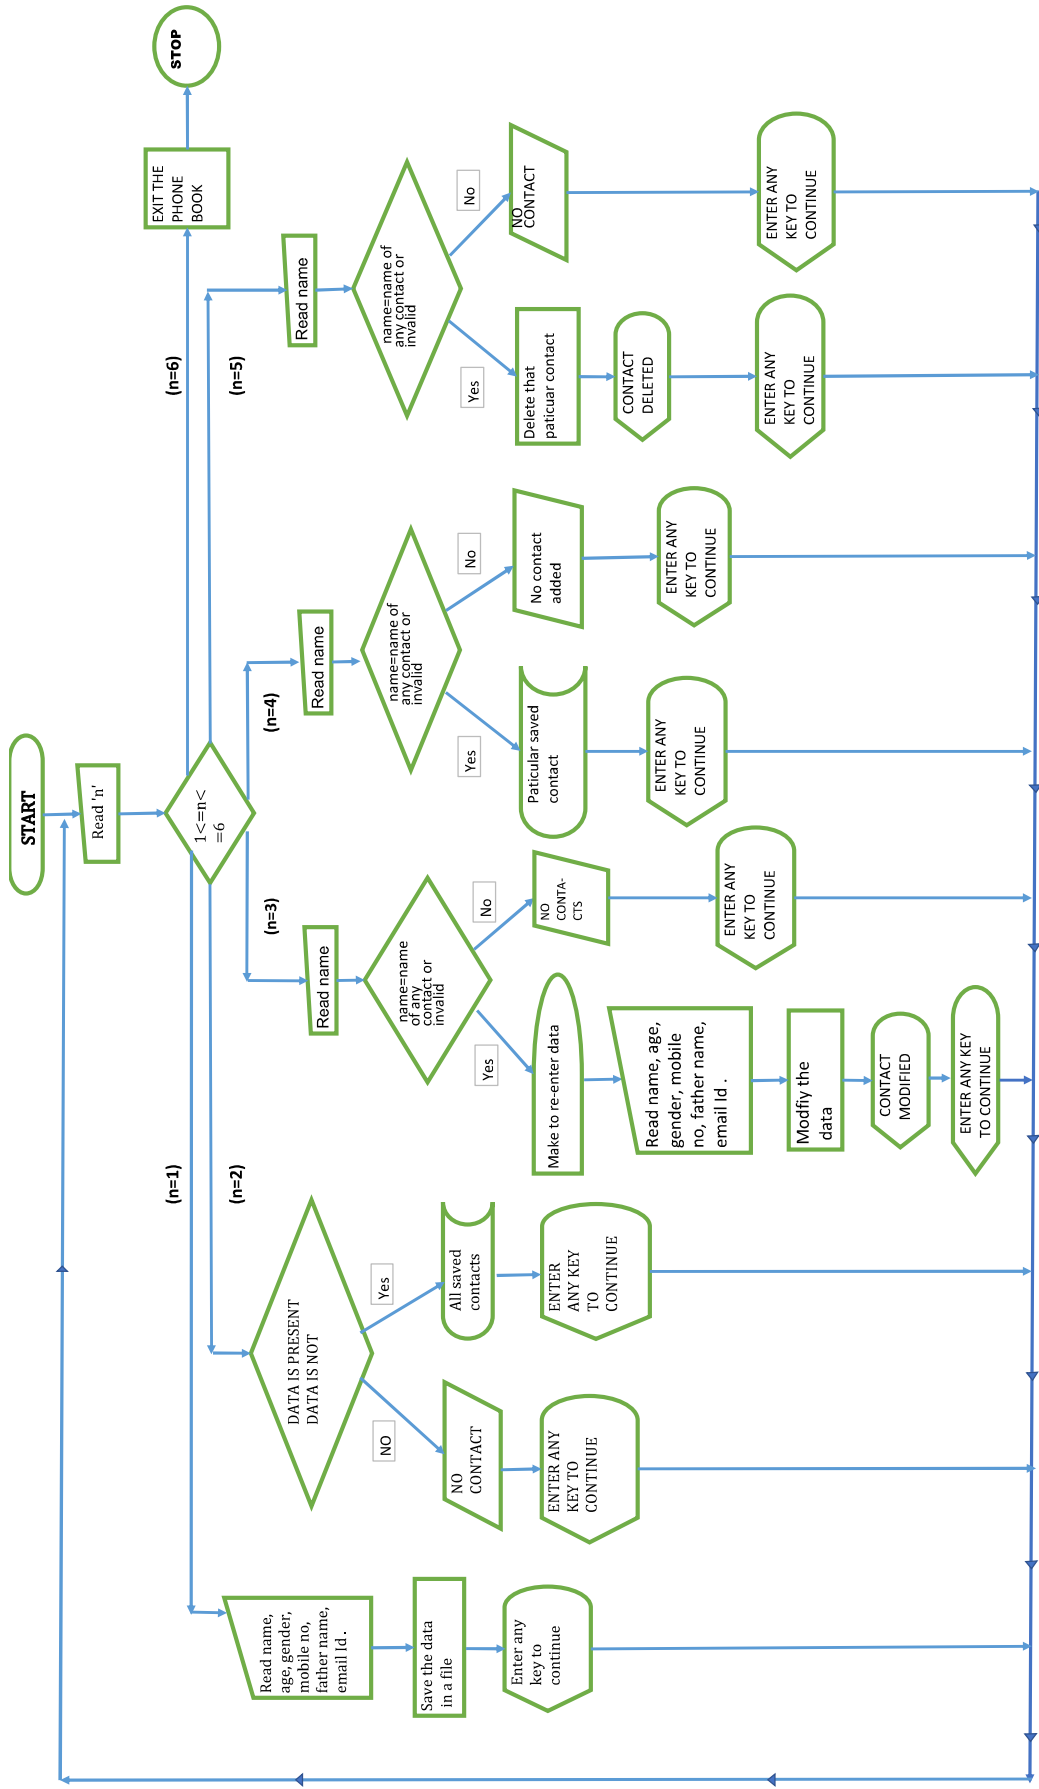 START
Read 'n'
1<=n<
=6
(n=1)
(n=2)
(n=3)
(n=4)
(n=5)
(n=6)
Read name,
age, gender,
mobile no,
father name,
email Id .
Save the data
in a file
Enter any
key to
continue
DATA IS PRESENT
DATA IS NOT
NO
Yes
NO
CONTACT
ENTER ANY
KEY TO
CONTINUE
All saved
contacts
ENTER
ANY KEY
TO
CONTINUE
Read name
name=name
of any
contact or
invalid
Yes
No
Make to re-enter data
Read name, age,
gender, mobile
no, father name,
email Id .
Modfiy the
data
CONTACT
MODIFIED
ENTER ANY KEY
TO CONTINUE
NO
CONTA-
CTS
ENTER ANY
KEY TO
CONTINUE
Read name
name=name of
any contact or
invalid
Yes
No
Paticular saved
contact
ENTER ANY
KEY TO
CONTINUE
No contact
added
ENTER ANY
KEY TO
CONTINUE
Read name
name=name of
any contact or
invalid
Yes
No
Delete that
paticuar contact
CONTACT
DELETED
ENTER ANY
KEY TO
CONTINUE
NO
CONTACT
ENTER ANY
KEY TO
CONTINUE
EXIT THE
PHONE
BOOK
STOP